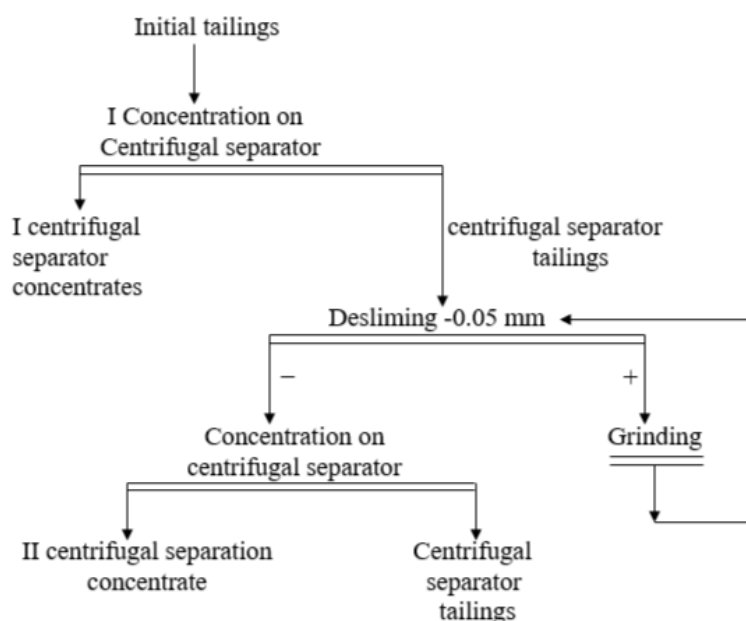 Initial tailings
I Concentration on
Centrifugal separator
I centrifugal
separator
concentrates
centrifugal separator
tailings
Desliming -0.05 mm
–
+
Concentration on
centrifugal separator
Grinding
II centrifugal separation
concentrate
Centrifugal
separator
tailings